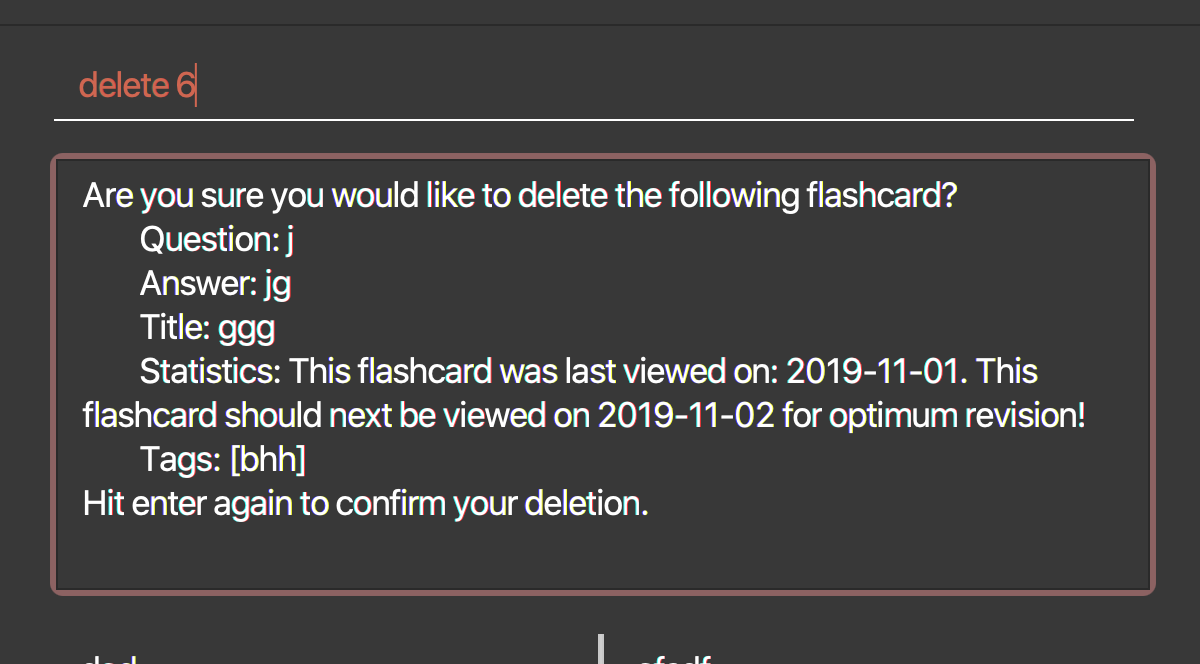 delete 6
Are you sure you would like to delete the following flashcard?
Question: j
Answer: jg
Title: ggg
Statistics: This flashcard was last viewed on: 2019-11-01. This
flashcard should next be viewed on 2019-11-02 for optimum revision!
Tags: [bhh]
Hit enter again to confirm your deletion.